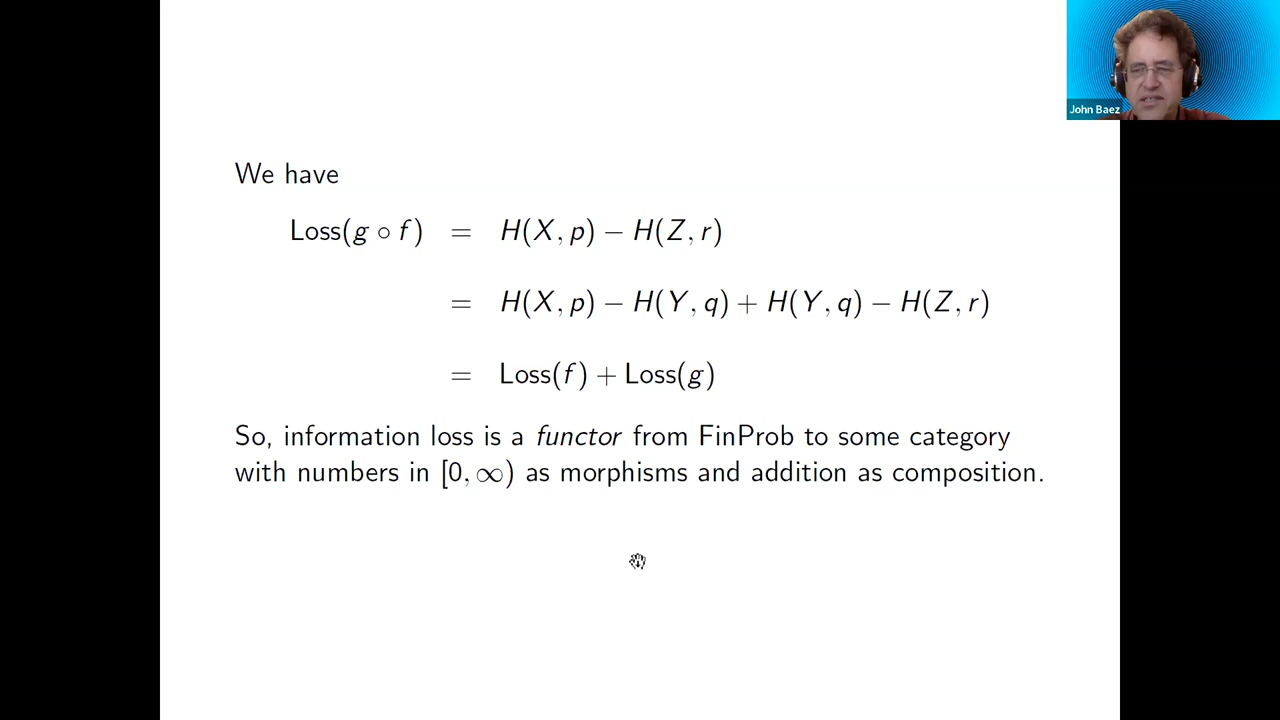 John Baez
We have
Loss(g ∘ f) = H(X, p) − H(Z, r)
= H(X, p) − H(Y, q) + H(Y, q) − H(Z, r)
= Loss(f) + Loss(g)
So, information loss is a functor from FinProb to some category
with numbers in [0, ∞) as morphisms and addition as composition.